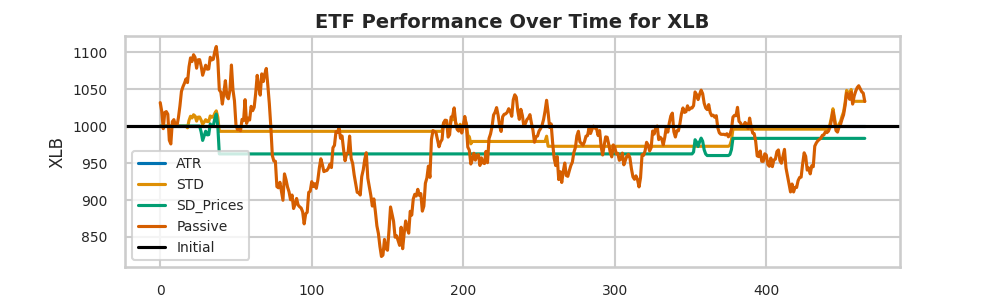 ETF Performance Over Time for XLB
1100
1050
1000
950
900
850
XLB
ATR
STD
SD_Prices
Passive
Initial
0
100
200
300
400